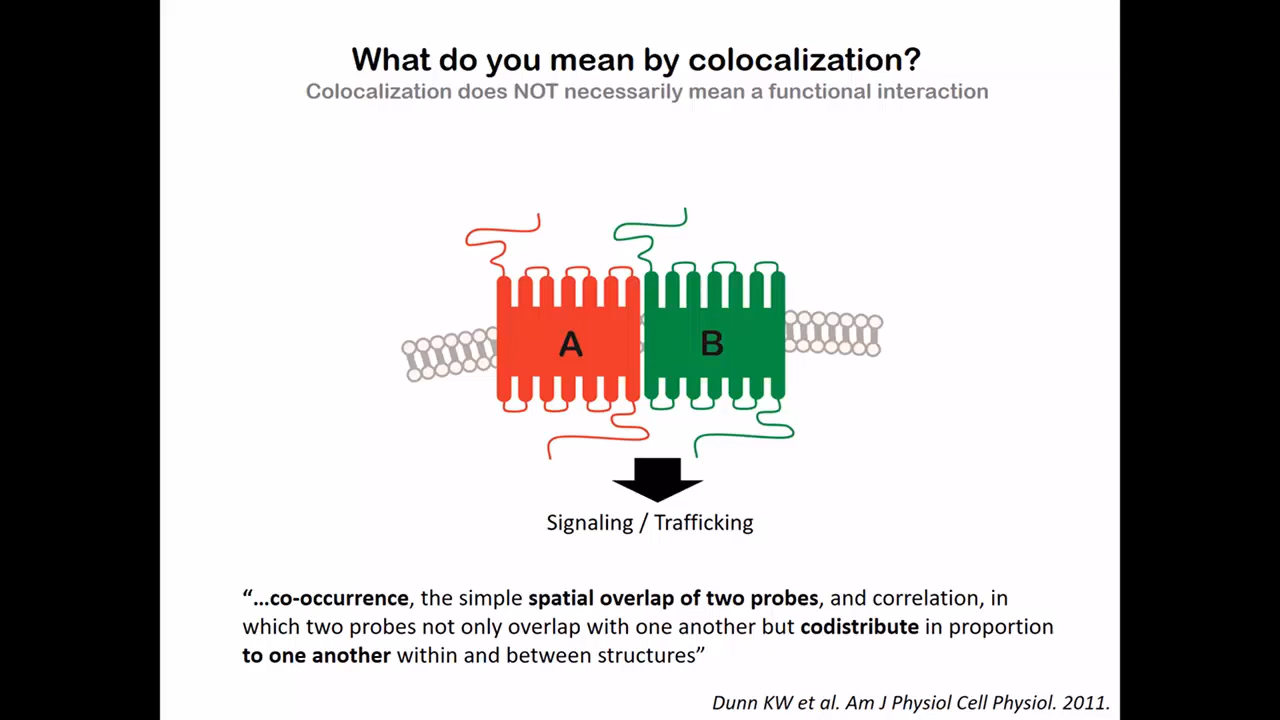 What do you mean by colocalization?
Colocalization does NOT necessarily mean a functional interaction
A
B
Signaling / Trafficking
“...co-occurrence, the simple spatial overlap of two probes, and correlation, in
which two probes not only overlap with one another but codistribute in proportion
to one another within and between structures”
Dunn KW et al. Am J Physiol Cell Physiol. 2011.